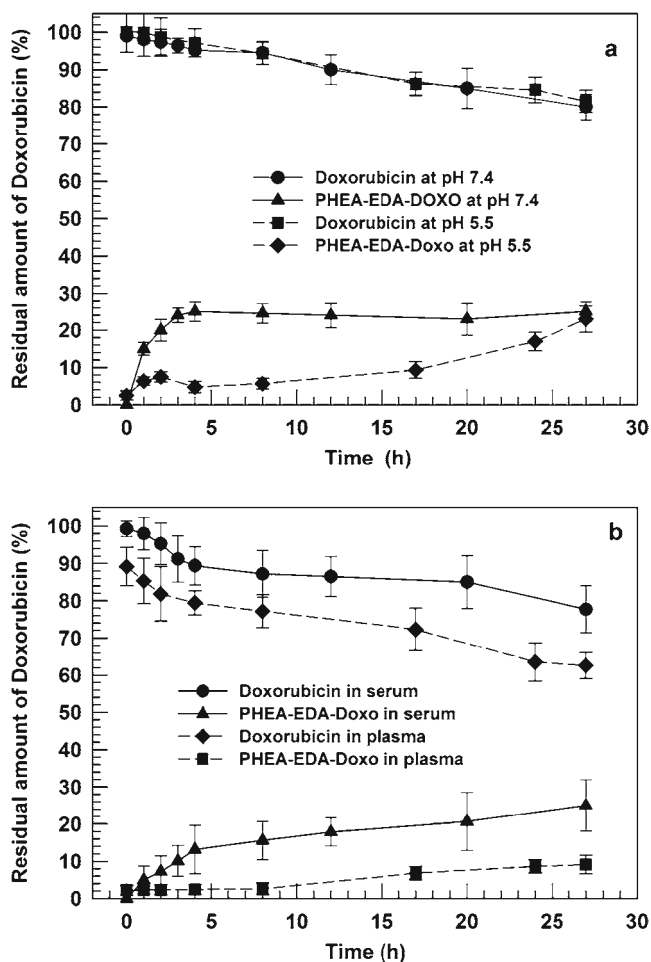 Residual amount of Doxorubicin (%)
100
90
80
70
60
50
40
30
20
10
0
a
Doxorubicin at pH 7.4
PHEA-EDA-DOXO at pH 7.4
Doxorubicin at pH 5.5
PHEA-EDA-Doxo at pH 5.5
0 5 10 15 20 25 30
Time (h)
Residual amount of Doxorubicin (%)
100
90
80
70
60
50
40
30
20
10
0
b
Doxorubicin in serum
PHEA-EDA-Doxo in serum
Doxorubicin in plasma
PHEA-EDA-Doxo in plasma
0 5 10 15 20 25 30
Time (h)